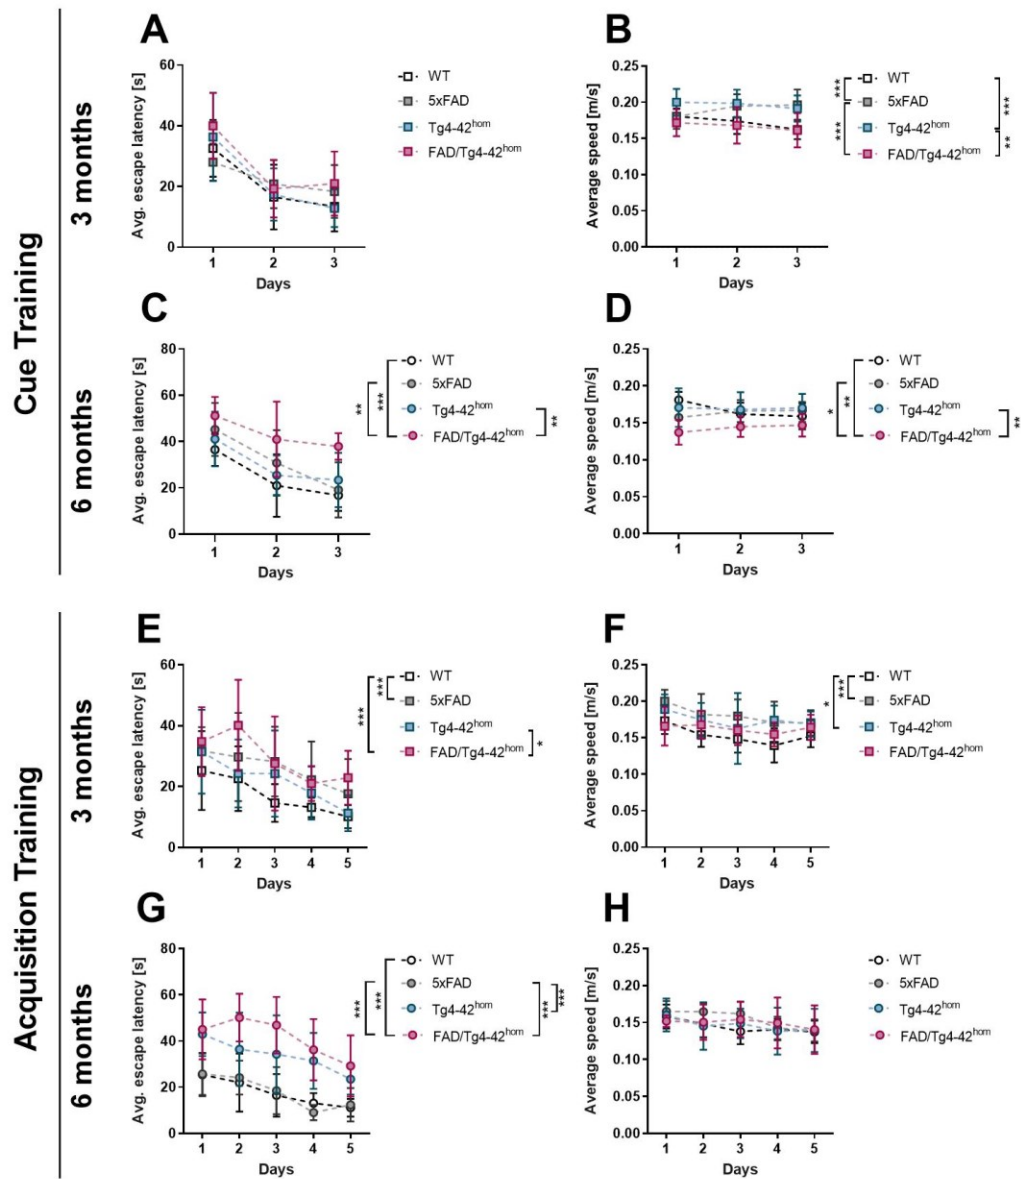 Cue Training
3 months
A
Avg. escape latency [s]
60
40
20
0
1 2 3
Days
WT
5xFAD
Tg4-42hom
FAD/Tg4-42hom
B
Average speed [m/s]
0.25
0.20
0.15
0.10
0.05
0.00
1 2 3
Days
***
***
WT
5xFAD
Tg4-42hom
FAD/Tg4-42hom
***
**
6 months
C
Avg. escape latency [s]
80
60
40
20
0
1 2 3
Days
**
***
WT
5xFAD
Tg4-42hom
FAD/Tg4-42hom
**
D
Average speed [m/s]
0.25
0.20
0.15
0.10
0.05
0.00
1 2 3
Days
*
**
WT
5xFAD
Tg4-42hom
FAD/Tg4-42hom
**
Acquisition Training
3 months
E
Avg. escape latency [s]
60
40
20
0
1 2 3 4 5
Days
***
***
WT
5xFAD
Tg4-42hom
FAD/Tg4-42hom
*
F
Average speed [m/s]
0.25
0.20
0.15
0.10
0.05
0.00
1 2 3 4 5
Days
*
***
WT
5xFAD
Tg4-42hom
FAD/Tg4-42hom
6 months
G
Avg. escape latency [s]
80
60
40
20
0
1 2 3 4 5
Days
***
***
WT
5xFAD
Tg4-42hom
FAD/Tg4-42hom
***
***
H
Average speed [m/s]
0.25
0.20
0.15
0.10
0.05
0.00
1 2 3 4 5
Days
WT
5xFAD
Tg4-42hom
FAD/Tg4-42hom